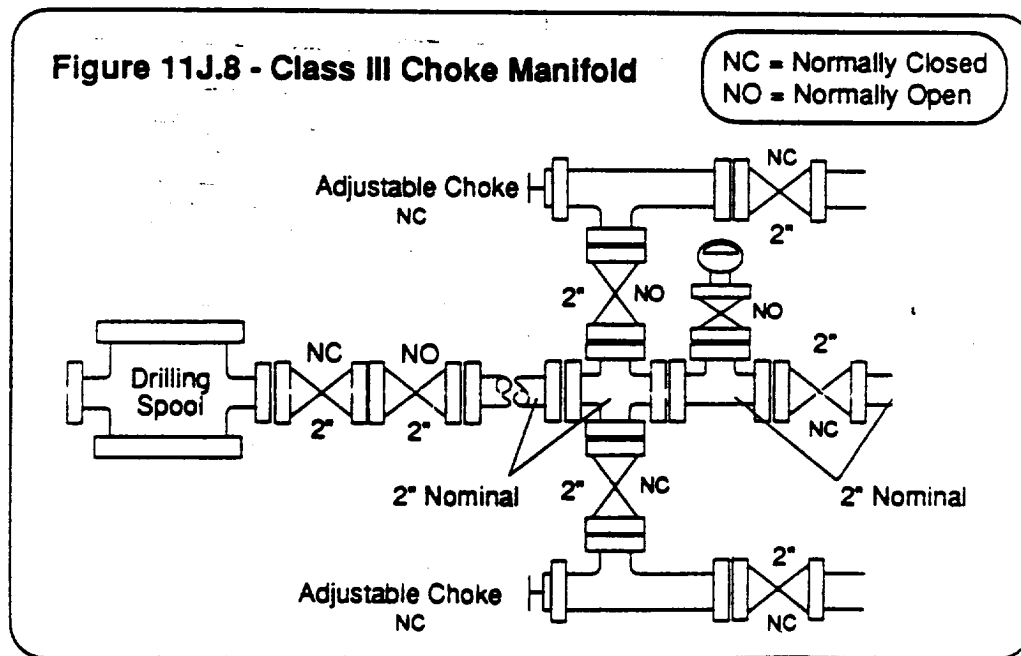 Figure 11J.8 - Class III Choke Manifold
NC = Normally Closed
NO = Normally Open
NC
Adjustable Choke
NC
2"
2"
NO
NO
2"
NC
NO
Drilling
Spool
2"
2"
NC
2" Nominal
2"
NC
2" Nominal
2"
Adjustable Choke
NC
NC